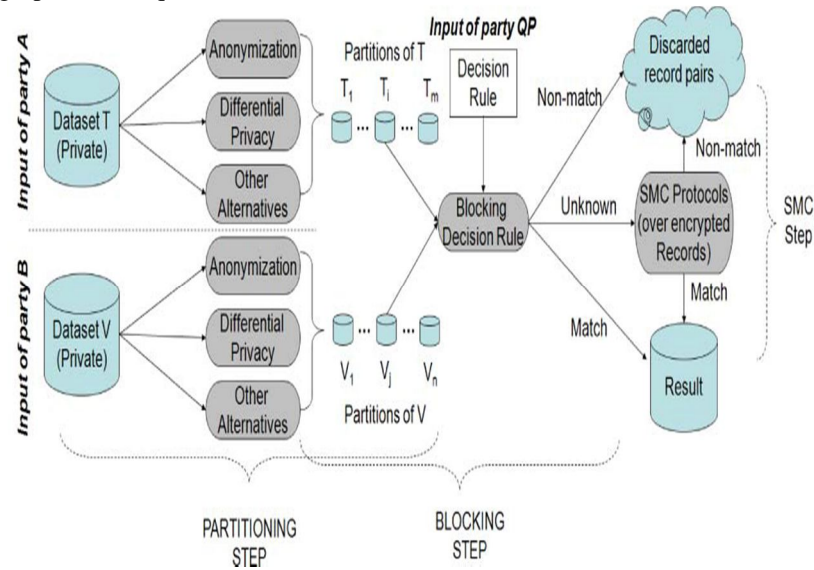 Input of party A
Dataset T
(Private)
Anonymization
Differential
Privacy
Other
Alternatives
Partitions of T
T1
Ti
Tm
... ...
Input of party QP
Decision
Rule
Non-match
Discarded
record pairs
Non-match
Blocking
Decision Rule
Unknown
SMC Protocols
(over encrypted
Records)
SMC
Step
Match
Match
Result
Input of party B
Dataset V
(Private)
Anonymization
Differential
Privacy
Other
Alternatives
... ...
V1
Vj
Vn
Partitions of V
PARTITIONING
STEP
BLOCKING
STEP